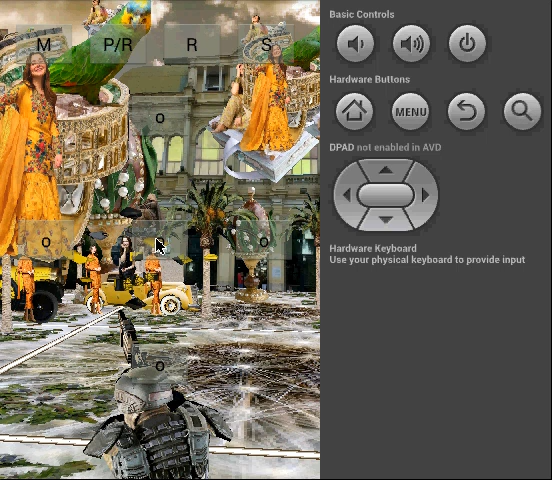 M P/R R S
o
o o o
o
Basic Controls
Hardware Buttons
MENU
DPAD not enabled in AVD
Hardware Keyboard
Use your physical keyboard to provide input